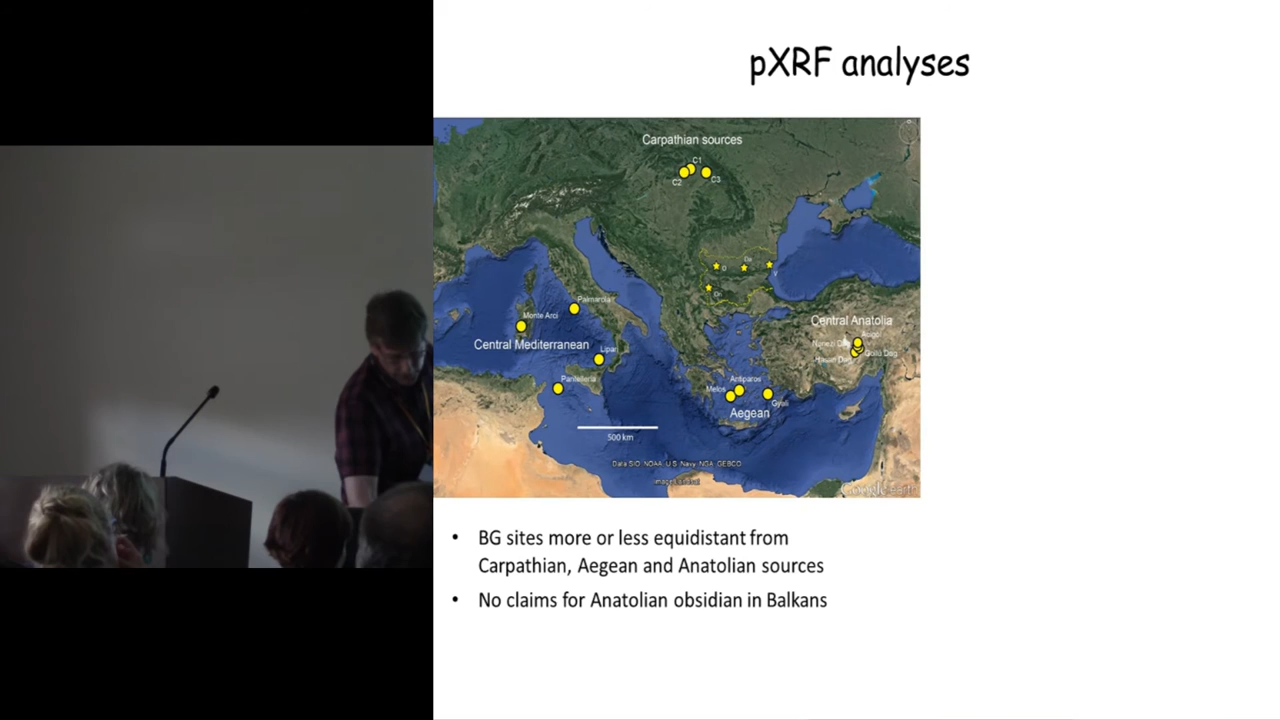 pXRF analyses
Carpathian sources
C1
C2
C3
Palmarola
Monte Arci
Central Mediterranean
Lipari
Pantelleria
V
Central Anatolia
Acigöl
Göllü Dağ
Antiparos
Melos
Gyali
Aegean
500 km
Data SIO, NOAA, U.S. Navy, NGA, GEBCO
Google earth
• BG sites more or less equidistant from
Carpathian, Aegean and Anatolian sources
• No claims for Anatolian obsidian in Balkans